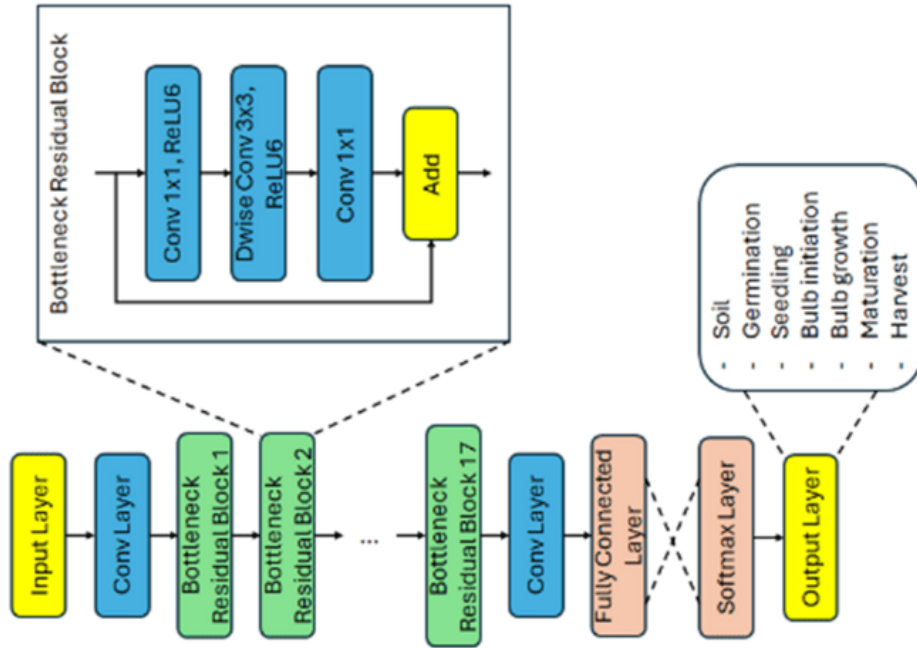 Input Layer
Conv Layer
Bottleneck
Residual Block 1
Bottleneck
Residual Block 2
...
Bottleneck
Residual Block 17
Conv Layer
Fully Connected
Layer
Softmax Layer
Output Layer
Bottleneck Residual Block
Conv 1x1, ReLU6
Dwise Conv 3x3,
ReLU6
Conv 1x1
Add
- Soil
- Germination
- Seedling
- Bulb initiation
- Bulb growth
- Maturation
- Harvest